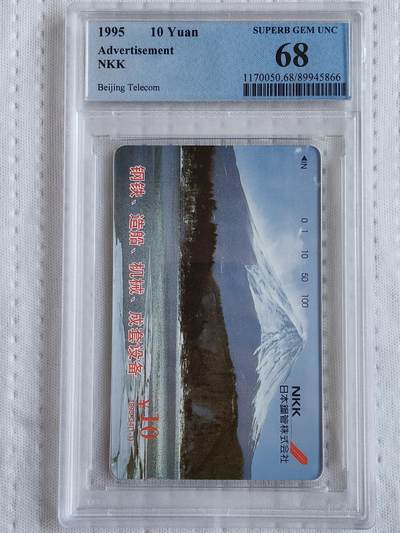 1995 10 Yuan
Advertisement
NKK
Beijing Telecom
SUPERB GEM UNC
68
1170050.68/89945866
IN
0 1 10 50 100
NKK
日本鋼管株式会社
钢铁·造船·机械·成套设备
¥10